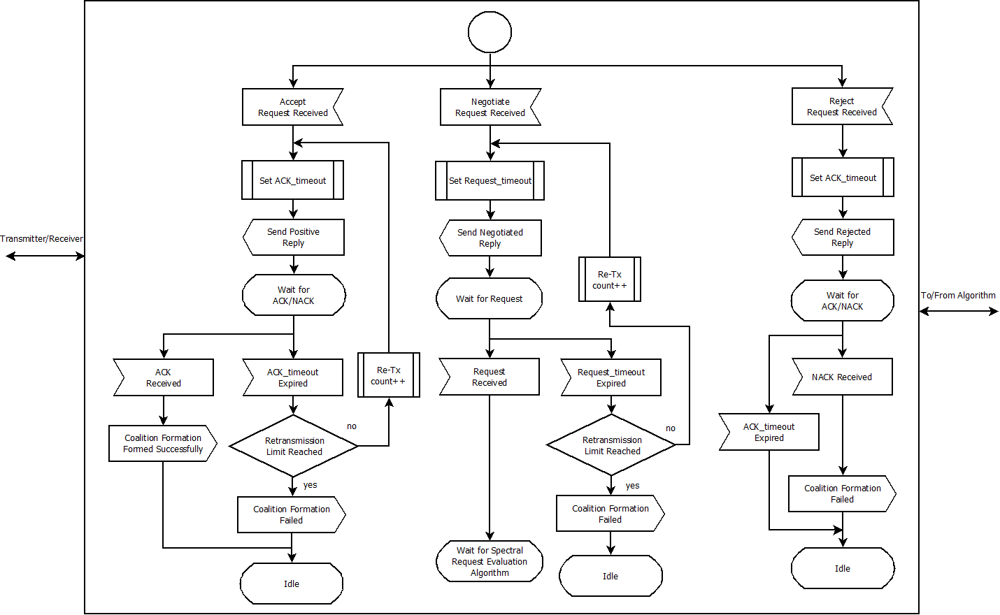 Accept
Request Received
Negotiate
Request Received
Reject
Request Received
Set ACK_timeout
Set Request_timeout
Set ACK_timeout
Send Positive
Reply
Send Negotiated
Reply
Send Rejected
Reply
Transmitter/Receiver
To/From Algorithm
Re-Tx
count++
Wait for
ACK/NACK
Wait for Request
Wait for
ACK/NACK
ACK
Received
ACK_timeout
Expired
Re-Tx
count++
Request
Received
Request_timeout
Expired
NACK Received
ACK_timeout
Expired
Coalition Formation
Formed Successfully
Retransmission
Limit Reached
no
yes
Retransmission
Limit Reached
no
yes
Coalition Formation
Failed
Coalition Formation
Failed
Coalition Formation
Failed
Idle
Wait for Spectral
Request Evaluation
Algorithm
Idle
Idle